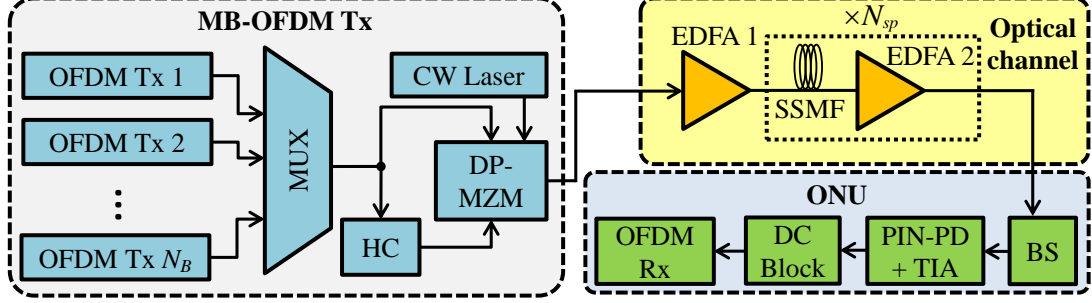 MB-OFDM Tx
OFDM Tx 1
OFDM Tx 2
OFDM Tx N_B
MUX
CW Laser
DP-
MZM
HC
EDFA 1
×N_sp
SSMF
EDFA 2
Optical
channel
ONU
OFDM
Rx
DC
Block
PIN-PD
+ TIA
BS